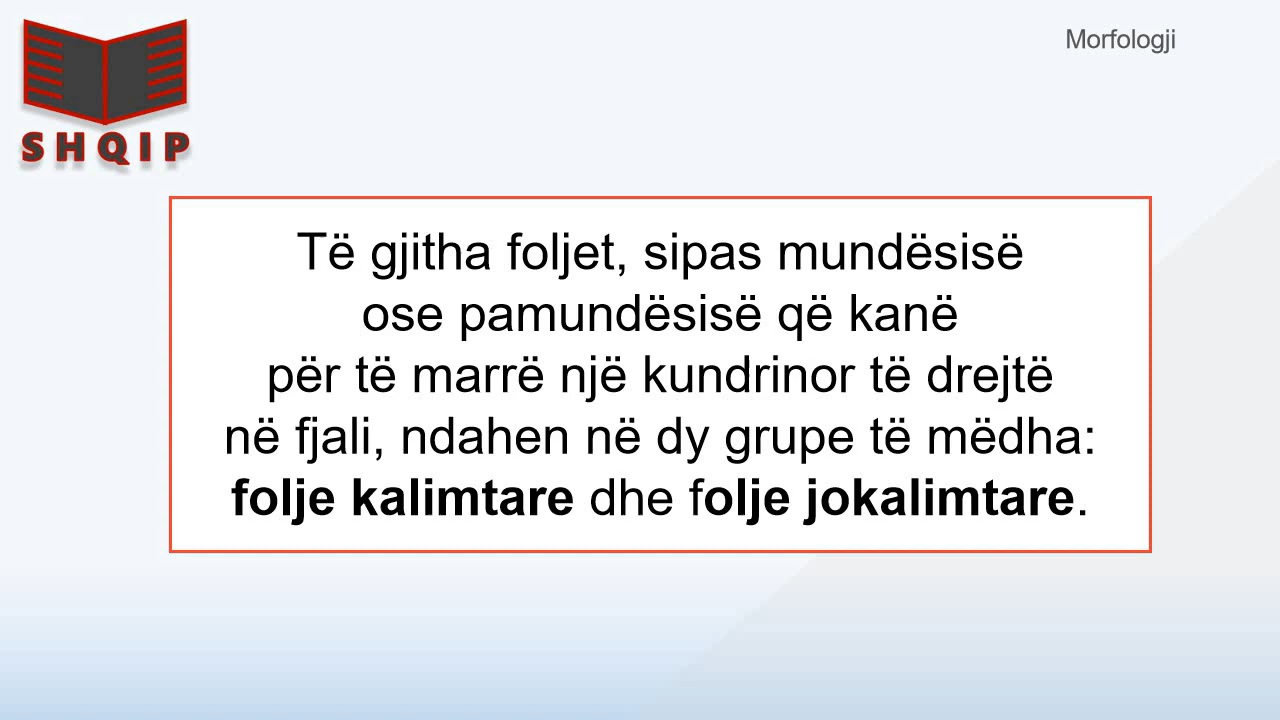 Morfologji
SHQIP
Të gjitha foljet, sipas mundësisë
ose pamundësisë që kanë
për të marrë një kundrinor të drejtë
në fjali, ndahen në dy grupe të mëdha:
folje kalimtare dhe folje jokalimtare.